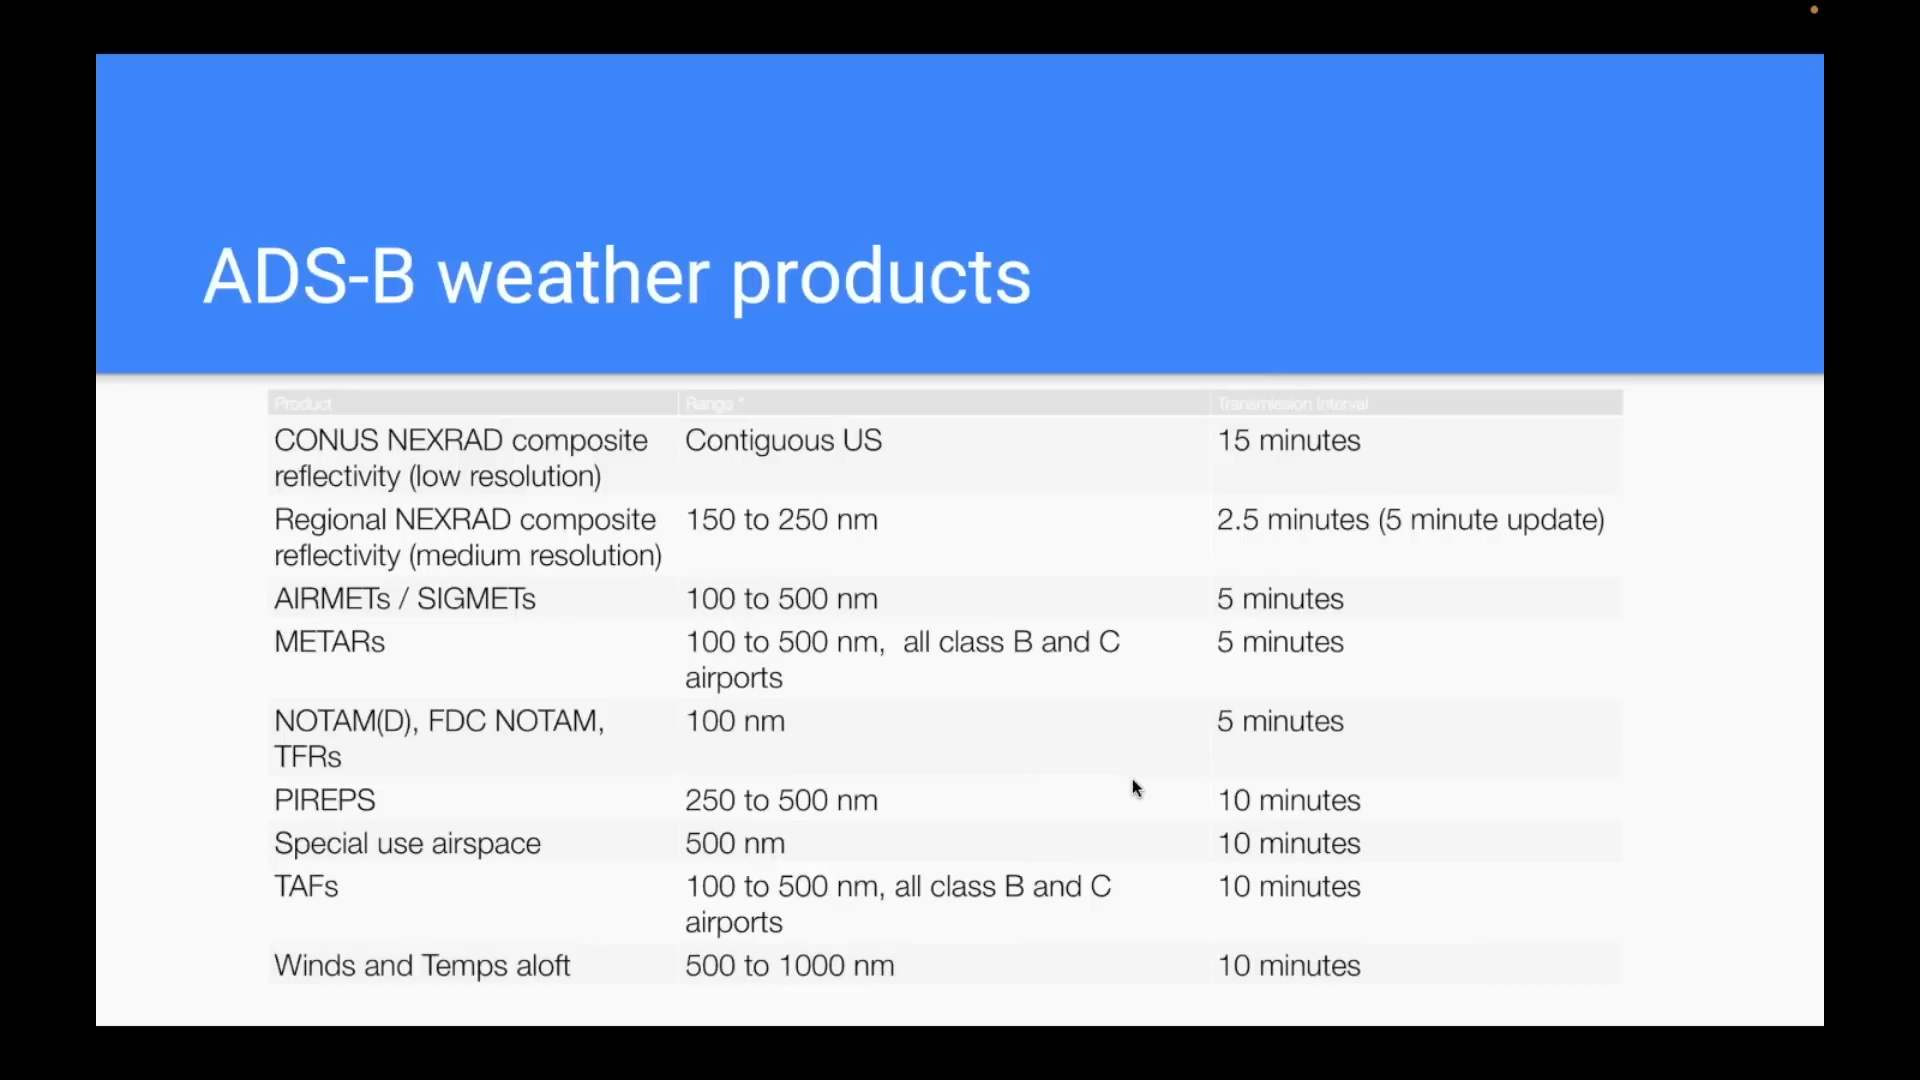 ADS-B weather products
Product Range * Transmission Interval
CONUS NEXRAD composite reflectivity (low resolution) Contiguous US 15 minutes
Regional NEXRAD composite reflectivity (medium resolution) 150 to 250 nm 2.5 minutes (5 minute update)
AIRMETs / SIGMETs 100 to 500 nm 5 minutes
METARs 100 to 500 nm, all class B and C airports 5 minutes
NOTAM(D), FDC NOTAM, TFRs 100 nm 5 minutes
PIREPS 250 to 500 nm 10 minutes
Special use airspace 500 nm 10 minutes
TAFs 100 to 500 nm, all class B and C airports 10 minutes
Winds and Temps aloft 500 to 1000 nm 10 minutes